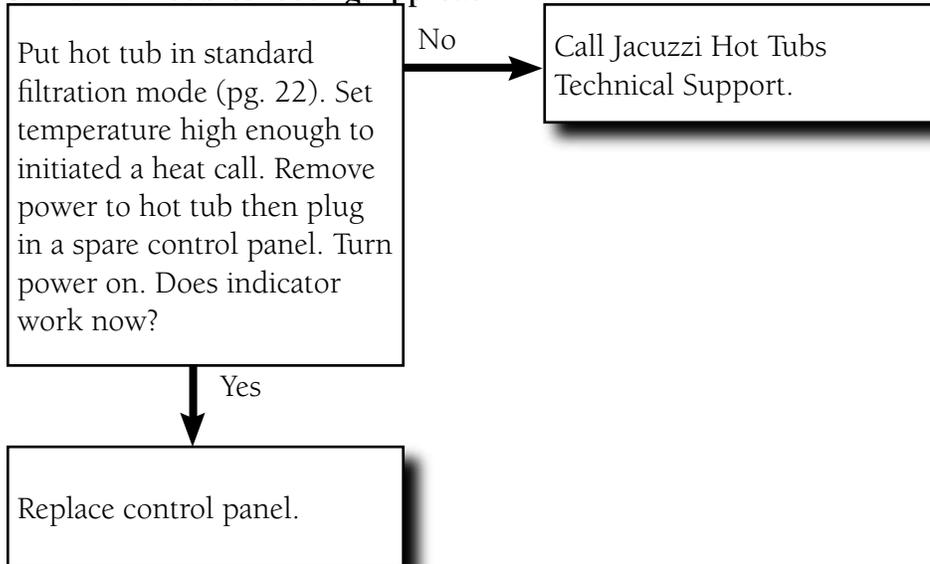 Put hot tub in standard
filtration mode (pg. 22). Set
temperature high enough to
initiated a heat call. Remove
power to hot tub then plug
in a spare control panel. Turn
power on. Does indicator
work now?
No
Call Jacuzzi Hot Tubs
Technical Support.
Yes
Replace control panel.